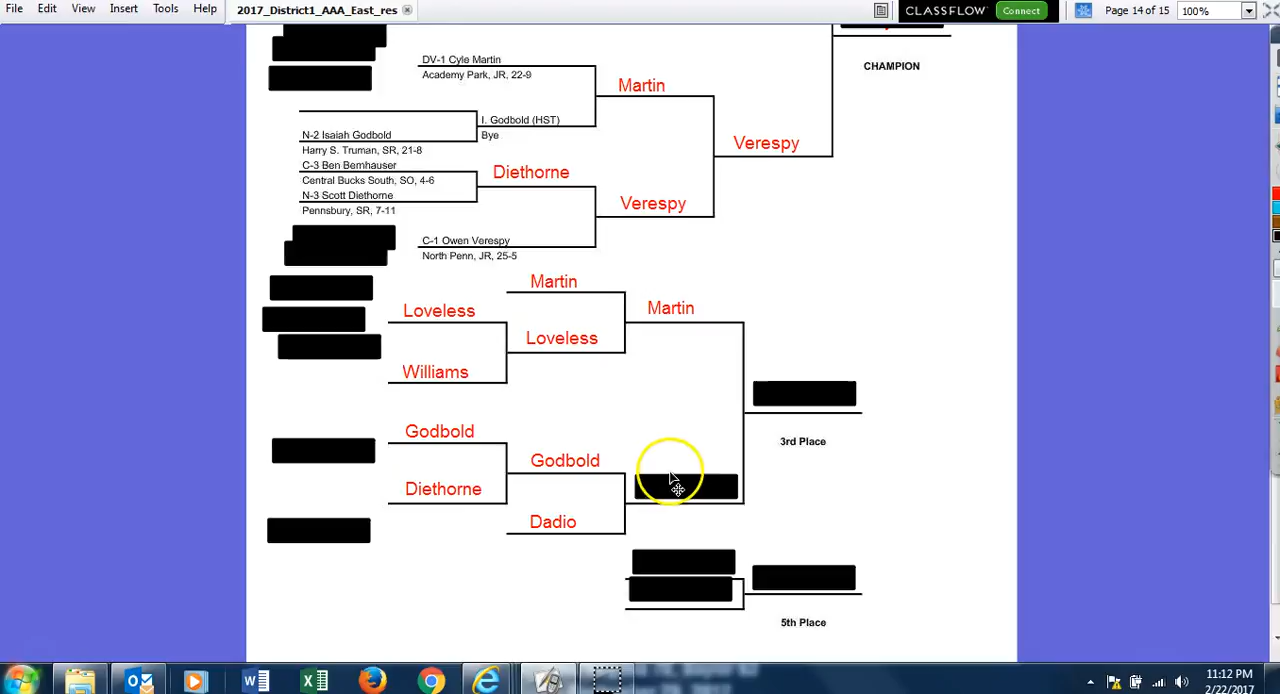 File Edit View Insert Tools Help 2017_District1_AAA_East_res CLASSFLOW Connect Page 14 of 15 100%
CHAMPION
DV-1 Cyle Martin
Academy Park, JR, 22-9
Martin
I. Godbold (HST)
Bye
N-2 Isaiah Godbold
Harry S. Truman, SR, 21-8
Verespy
C-3 Ben Bernhauser
Central Bucks South, SO, 4-6
Diethorne
N-3 Scott Diethorne
Pennsbury, SR, 7-11
Verespy
C-1 Owen Verespy
North Penn, JR, 25-5
Martin
Loveless
Martin
Loveless
Williams
3rd Place
Godbold
Godbold
Diethorne
Dadio
5th Place
11:12 PM
2/22/2017